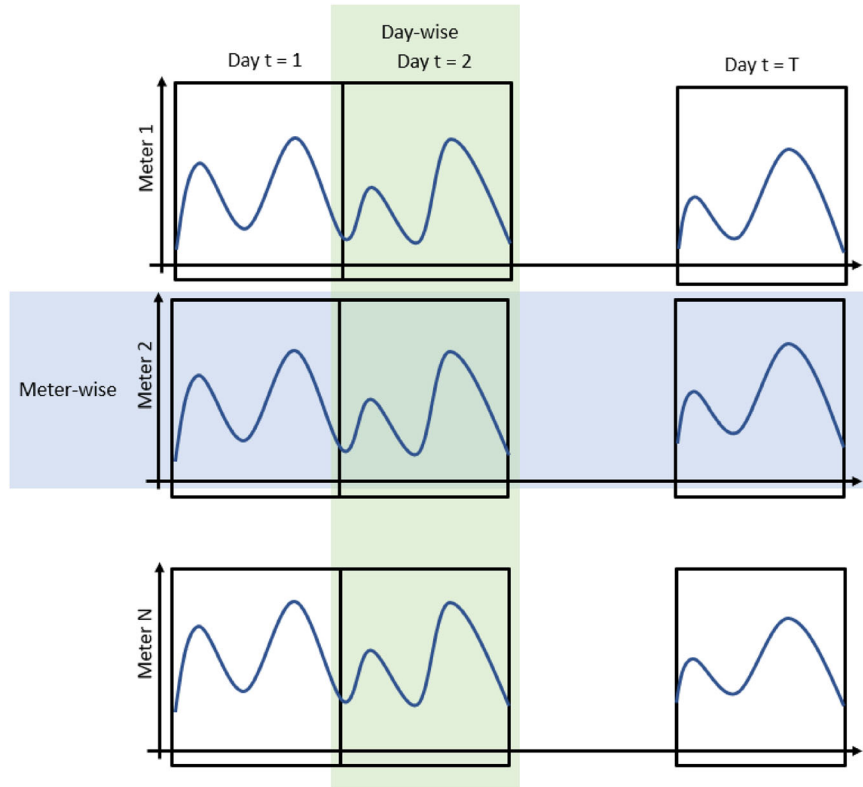 Day-wise
Day t = 1
Day t = 2
Day t = T
Meter 1
Meter-wise
Meter 2
Meter N